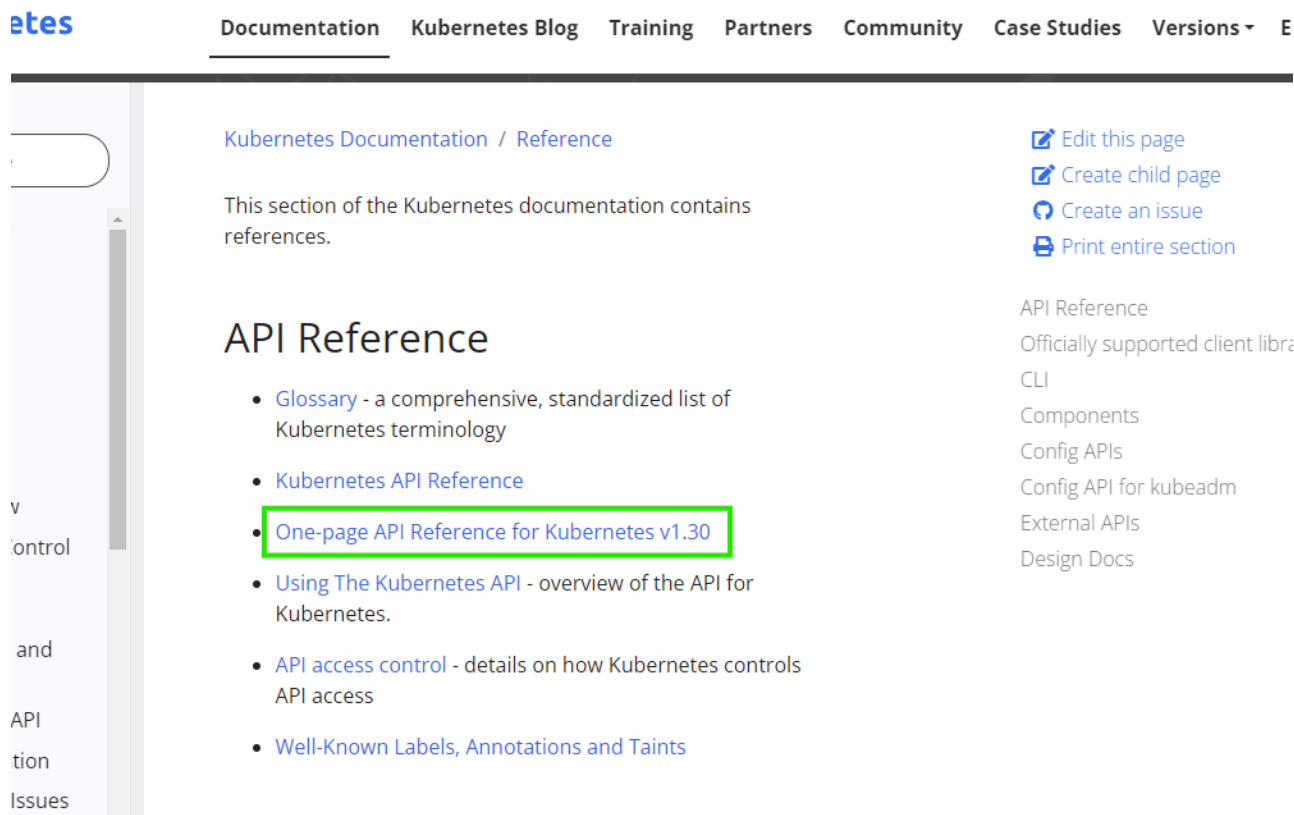 etes
Documentation Kubernetes Blog Training Partners Community Case Studies Versions E
Kubernetes Documentation / Reference
This section of the Kubernetes documentation contains
references.
API Reference
• Glossary - a comprehensive, standardized list of
Kubernetes terminology
• Kubernetes API Reference
• One-page API Reference for Kubernetes v1.30
• Using The Kubernetes API - overview of the API for
Kubernetes.
• API access control - details on how Kubernetes controls
API access
• Well-Known Labels, Annotations and Taints
Edit this page
Create child page
Create an issue
Print entire section
API Reference
Officially supported client libra
CLI
Components
Config APIs
Config API for kubeadm
External APIs
Design Docs
ontrol
and
API
tion
Issues